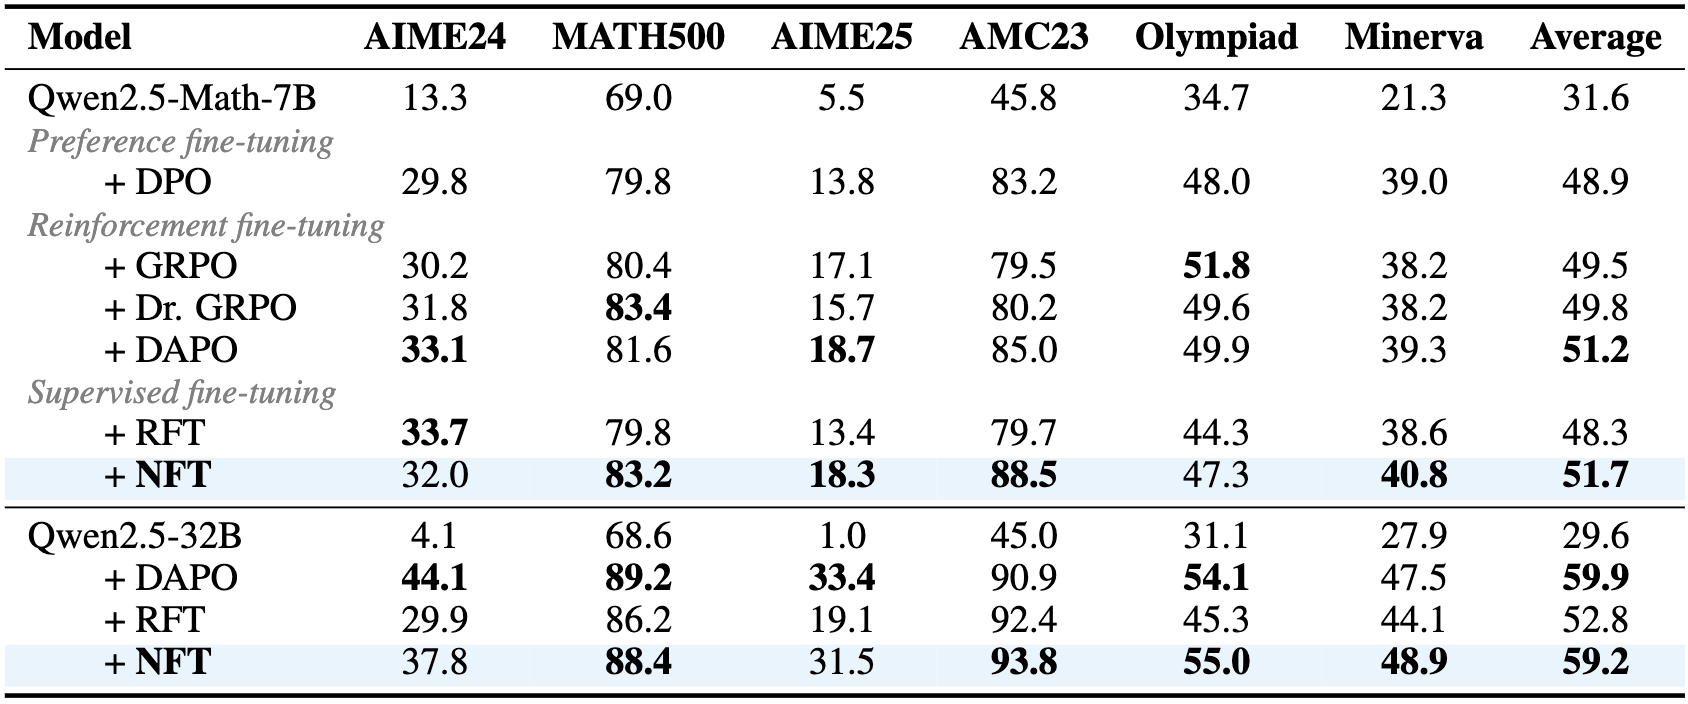 Model AIME24 MATH500 AIME25 AMC23 Olympiad Minerva Average
Qwen2.5-Math-7B 13.3 69.0 5.5 45.8 34.7 21.3 31.6
Preference fine-tuning
+ DPO 29.8 79.8 13.8 83.2 48.0 39.0 48.9
Reinforcement fine-tuning
+ GRPO 30.2 80.4 17.1 79.5 51.8 38.2 49.5
+ Dr. GRPO 31.8 83.4 15.7 80.2 49.6 38.2 49.8
+ DAPO 33.1 81.6 18.7 85.0 49.9 39.3 51.2
Supervised fine-tuning
+ RFT 33.7 79.8 13.4 79.7 44.3 38.6 48.3
+ NFT 32.0 83.2 18.3 88.5 47.3 40.8 51.7
Qwen2.5-32B 4.1 68.6 1.0 45.0 31.1 27.9 29.6
+ DAPO 44.1 89.2 33.4 90.9 54.1 47.5 59.9
+ RFT 29.9 86.2 19.1 92.4 45.3 44.1 52.8
+ NFT 37.8 88.4 31.5 93.8 55.0 48.9 59.2